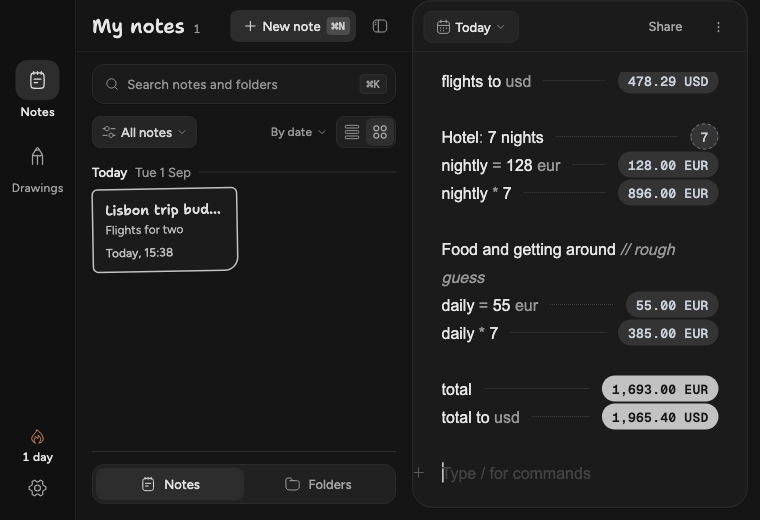 My notes 1
+ New note ⌘N
Search notes and folders ⌘K
All notes
By date
Today Tue 1 Sep
Lisbon trip bud...
Flights for two
Today, 15:38
Notes
Drawings
1 day
Notes
Folders
Today
Share
flights to usd 478.29 USD
Hotel: 7 nights 7
nightly = 128 eur 128.00 EUR
nightly * 7 896.00 EUR
Food and getting around // rough
guess
daily = 55 eur 55.00 EUR
daily * 7 385.00 EUR
total 1,693.00 EUR
total to usd 1,965.40 USD
+ Type / for commands